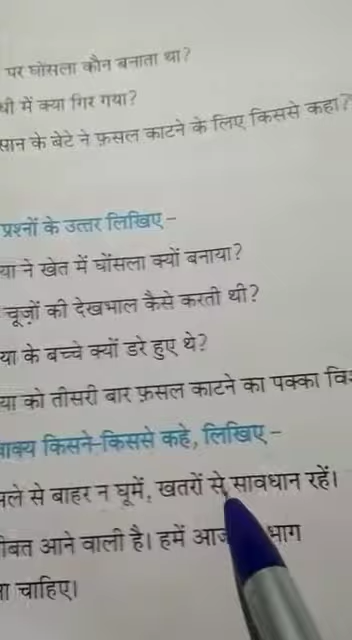 पर घोंसला कौन बनाता था?
धी में क्या गिर गया?
सान के बेटे ने फ़सल काटने के लिए किससे कहा?
प्रश्नों के उत्तर लिखिए –
या ने खेत में घोंसला क्यों बनाया?
चूज़ों की देखभाल कैसे करती थी?
या के बच्चे क्यों डरे हुए थे?
या को तीसरी बार फ़सल काटने का पक्का
वाक्य किसने-किससे कहे, लिखिए –
सले से बाहर न घूमें, खतरों से सावधान रहें।
ीबत आने वाली है। हमें आज भाग
ा चाहिए।